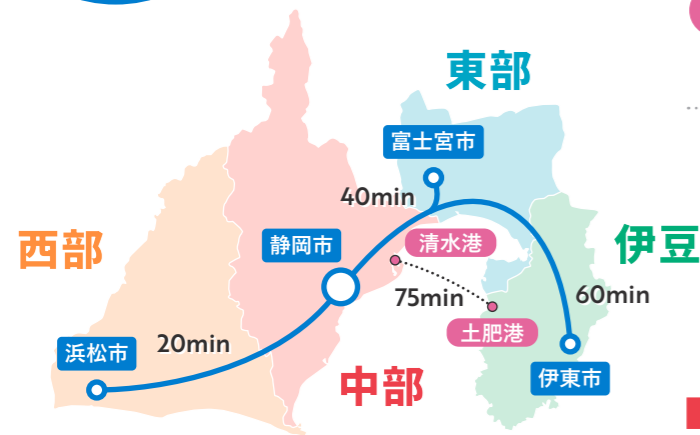 東部
富士宮市
40min
西部
静岡市
清水港
伊豆
75min
60min
土肥港
浜松市
20min
中部
伊東市